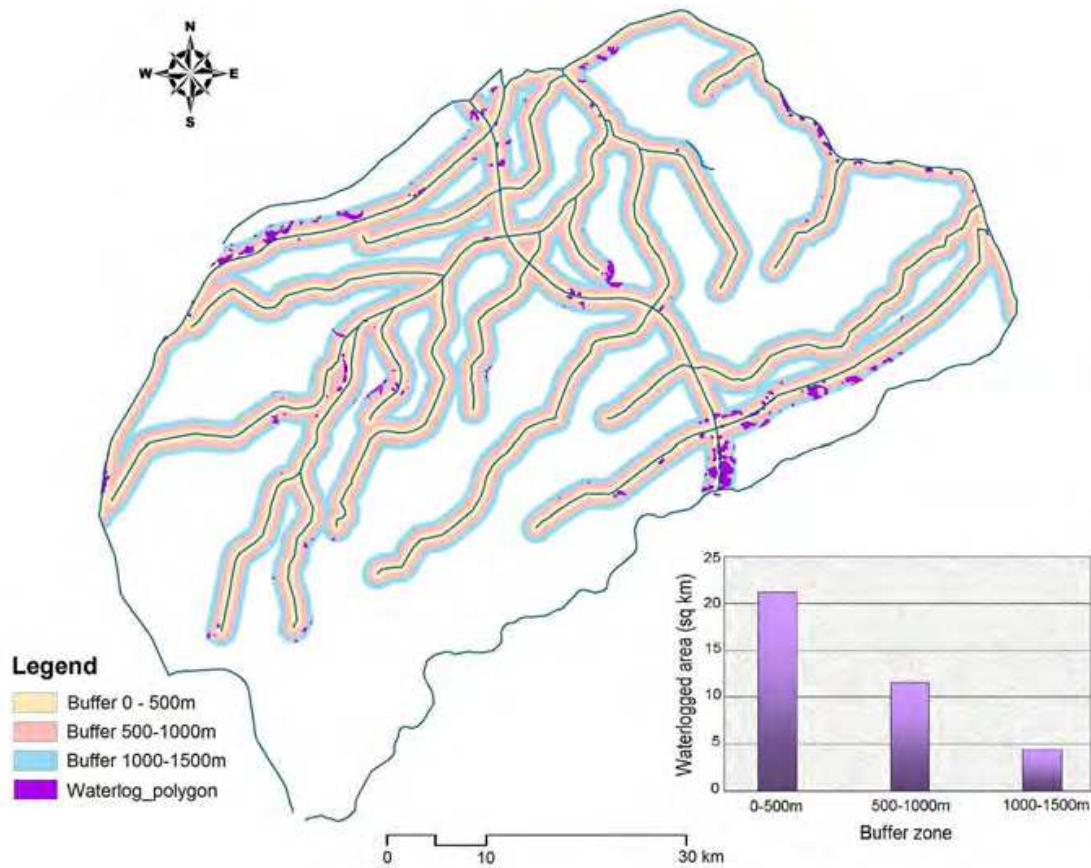 N
W E
S
Legend
Buffer 0 - 500m
Buffer 500-1000m
Buffer 1000-1500m
Waterlog_polygon
0 10 30 km
Waterlogged area (sq km)
25
20
15
10
5
0
0-500m 500-1000m 1000-1500m
Buffer zone